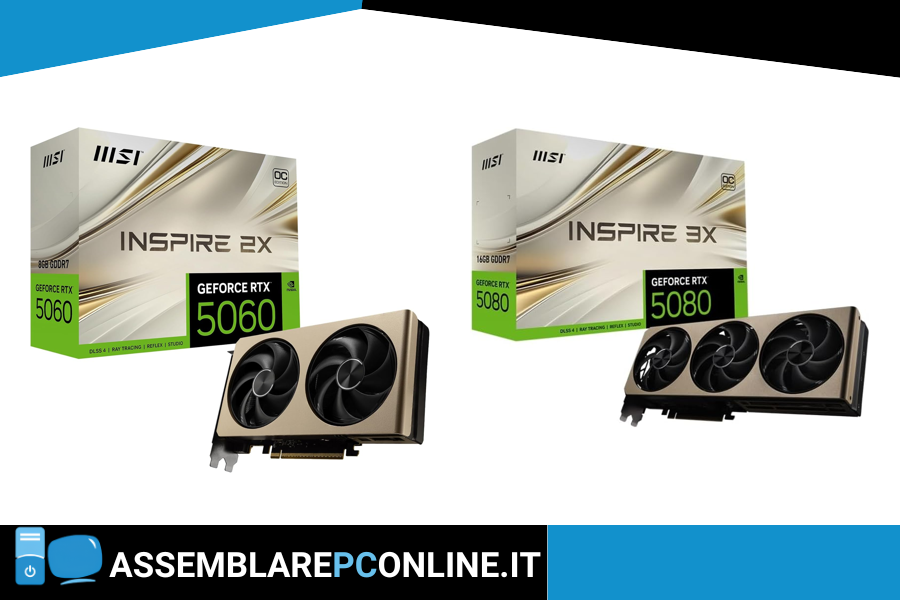 msi
msi
OC
EDITION
INSPIRE 2X
8GB GDDR7
GEFORCE RTX
5060
GEFORCE RTX
5060
DLSS 4 | RAY TRACING | REFLEX | STUDIO
msi
msi
OC
EDITION
INSPIRE 3X
16GB GDDR7
GEFORCE RTX
5080
GEFORCE RTX
5080
DLSS 4 | RAY TRACING | REFLEX | STUDIO
ASSEMBLAREPCONLINE.IT